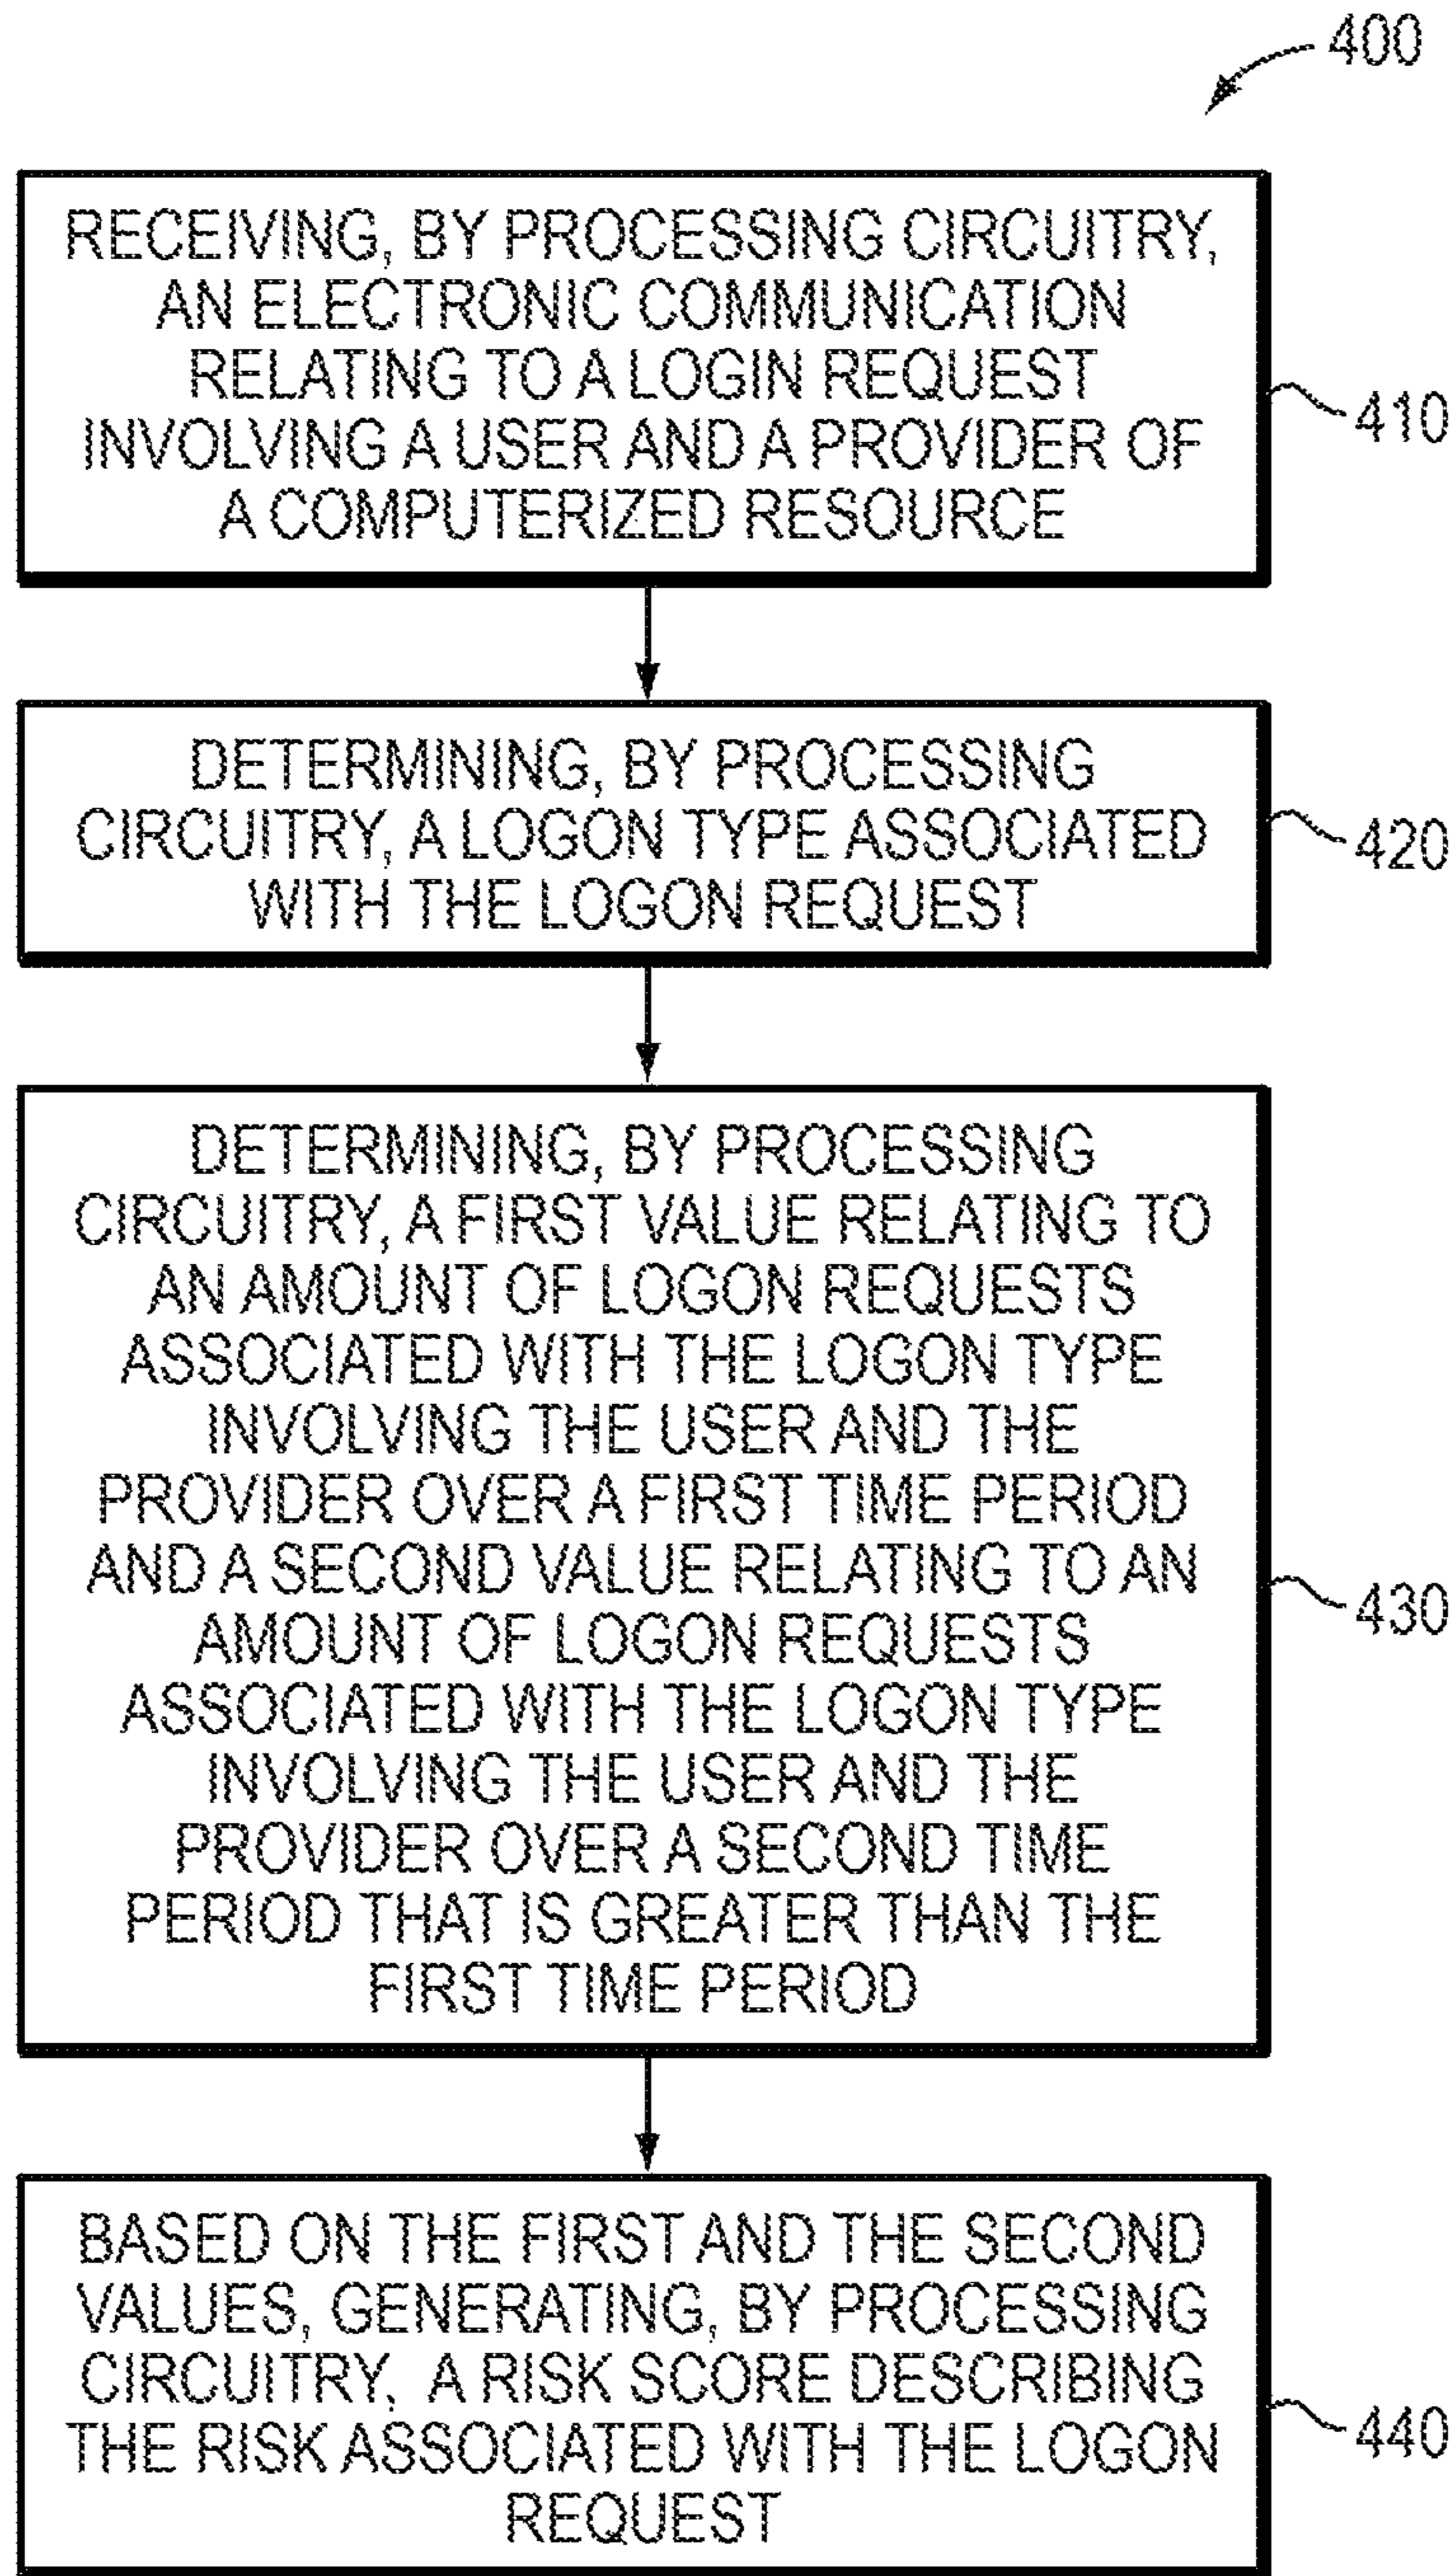 400
RECEIVING, BY PROCESSING CIRCUITRY,
AN ELECTRONIC COMMUNICATION
RELATING TO A LOGIN REQUEST
INVOLVING A USER AND A PROVIDER OF
A COMPUTERIZED RESOURCE
410
DETERMINING, BY PROCESSING
CIRCUITRY, A LOGON TYPE ASSOCIATED
WITH THE LOGON REQUEST
420
DETERMINING, BY PROCESSING
CIRCUITRY, A FIRST VALUE RELATING TO
AN AMOUNT OF LOGON REQUESTS
ASSOCIATED WITH THE LOGON TYPE
INVOLVING THE USER AND THE
PROVIDER OVER A FIRST TIME PERIOD
AND A SECOND VALUE RELATING TO AN
AMOUNT OF LOGON REQUESTS
ASSOCIATED WITH THE LOGON TYPE
INVOLVING THE USER AND THE
PROVIDER OVER A SECOND TIME
PERIOD THAT IS GREATER THAN THE
FIRST TIME PERIOD
430
BASED ON THE FIRST AND THE SECOND
VALUES, GENERATING, BY PROCESSING
CIRCUITRY, A RISK SCORE DESCRIBING
THE RISK ASSOCIATED WITH THE LOGON
REQUEST
440